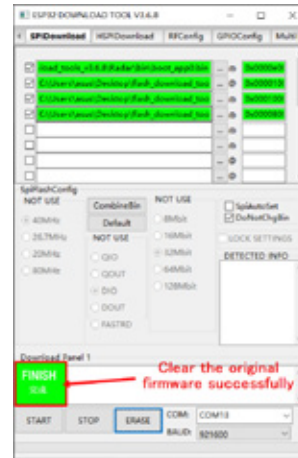 ESP32 DOWNLOAD TOOL V3.6.8
SPIDownload HSPIDownload RFConfig GPIOConfig Multi
SpiFlashConfig
NOT USE
CombineBin
Default
NOT USE
SpiAutoSet
DoNotChgBin
LOCK SETTINGS
DETECTED INFO
40MHz
26.7MHz
20MHz
80MHz
NOT USE
QIO
QOUT
DIO
DOUT
FASTRD
8Mbit
16Mbit
32Mbit
64Mbit
128Mbit
Download Panel 1
FINISH
完成
Clear the original
firmware successfully
START STOP ERASE
COM:
BAUD: 921600